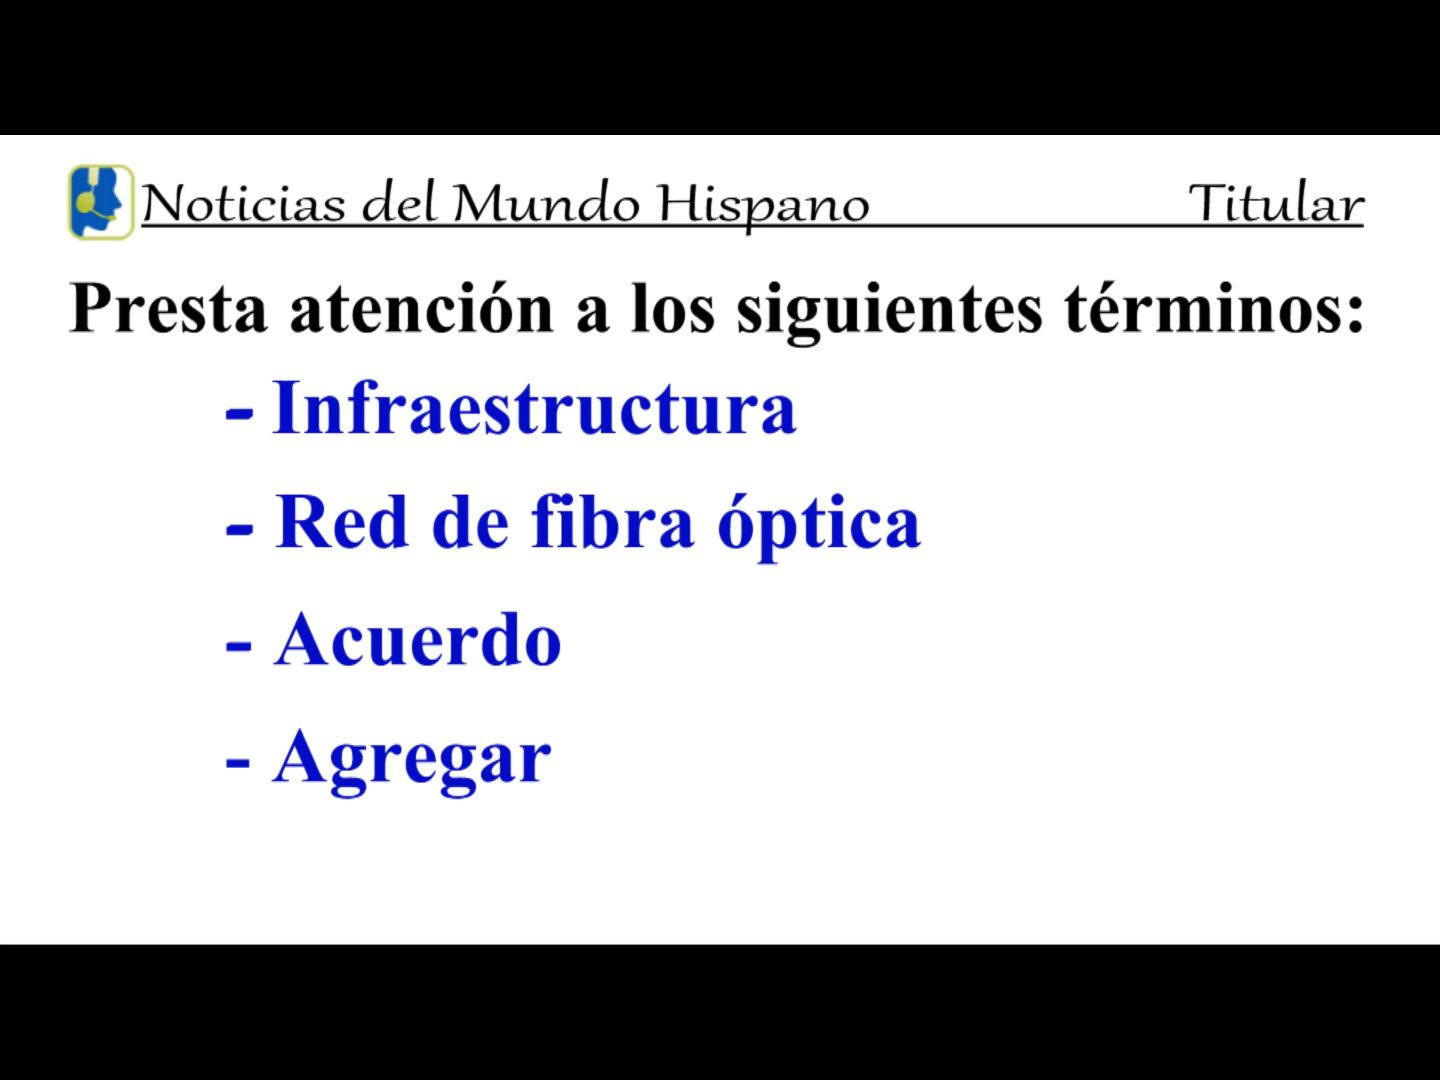 Noticias del Mundo Hispano Titular
Presta atención a los siguientes términos:
- Infraestructura
- Red de fibra óptica
- Acuerdo
- Agregar